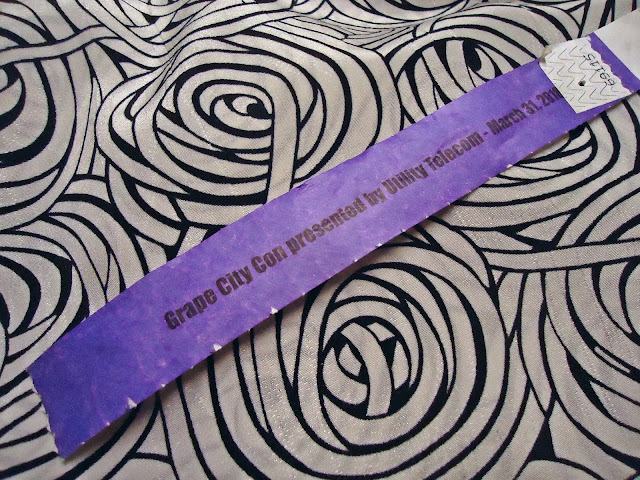 Grape City Con presented by Utility Telecom - March 31, 201